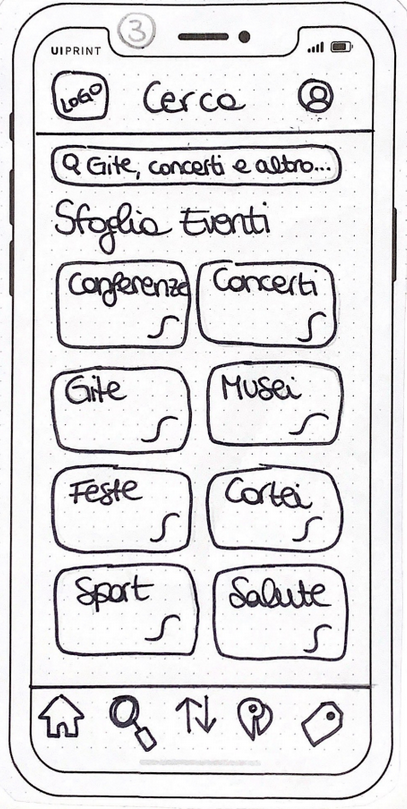 3
UIPRINT
LOGO Cerca
Gite, concerti e altro...
Sfoglia Eventi
Conferenze Concerti
Gite Musei
Feste Cortei
Sport Salute